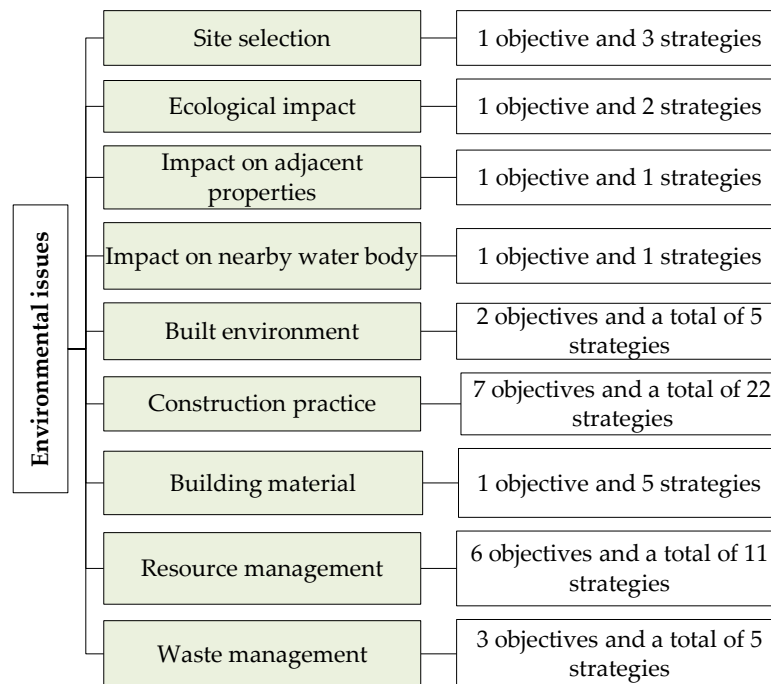 Environmental issues
Site selection
1 objective and 3 strategies
Ecological impact
1 objective and 2 strategies
Impact on adjacent
properties
1 objective and 1 strategies
Impact on nearby water body
1 objective and 1 strategies
Built environment
2 objectives and a total of 5
strategies
Construction practice
7 objectives and a total of 22
strategies
Building material
1 objective and 5 strategies
Resource management
6 objectives and a total of 11
strategies
Waste management
3 objectives and a total of 5
strategies